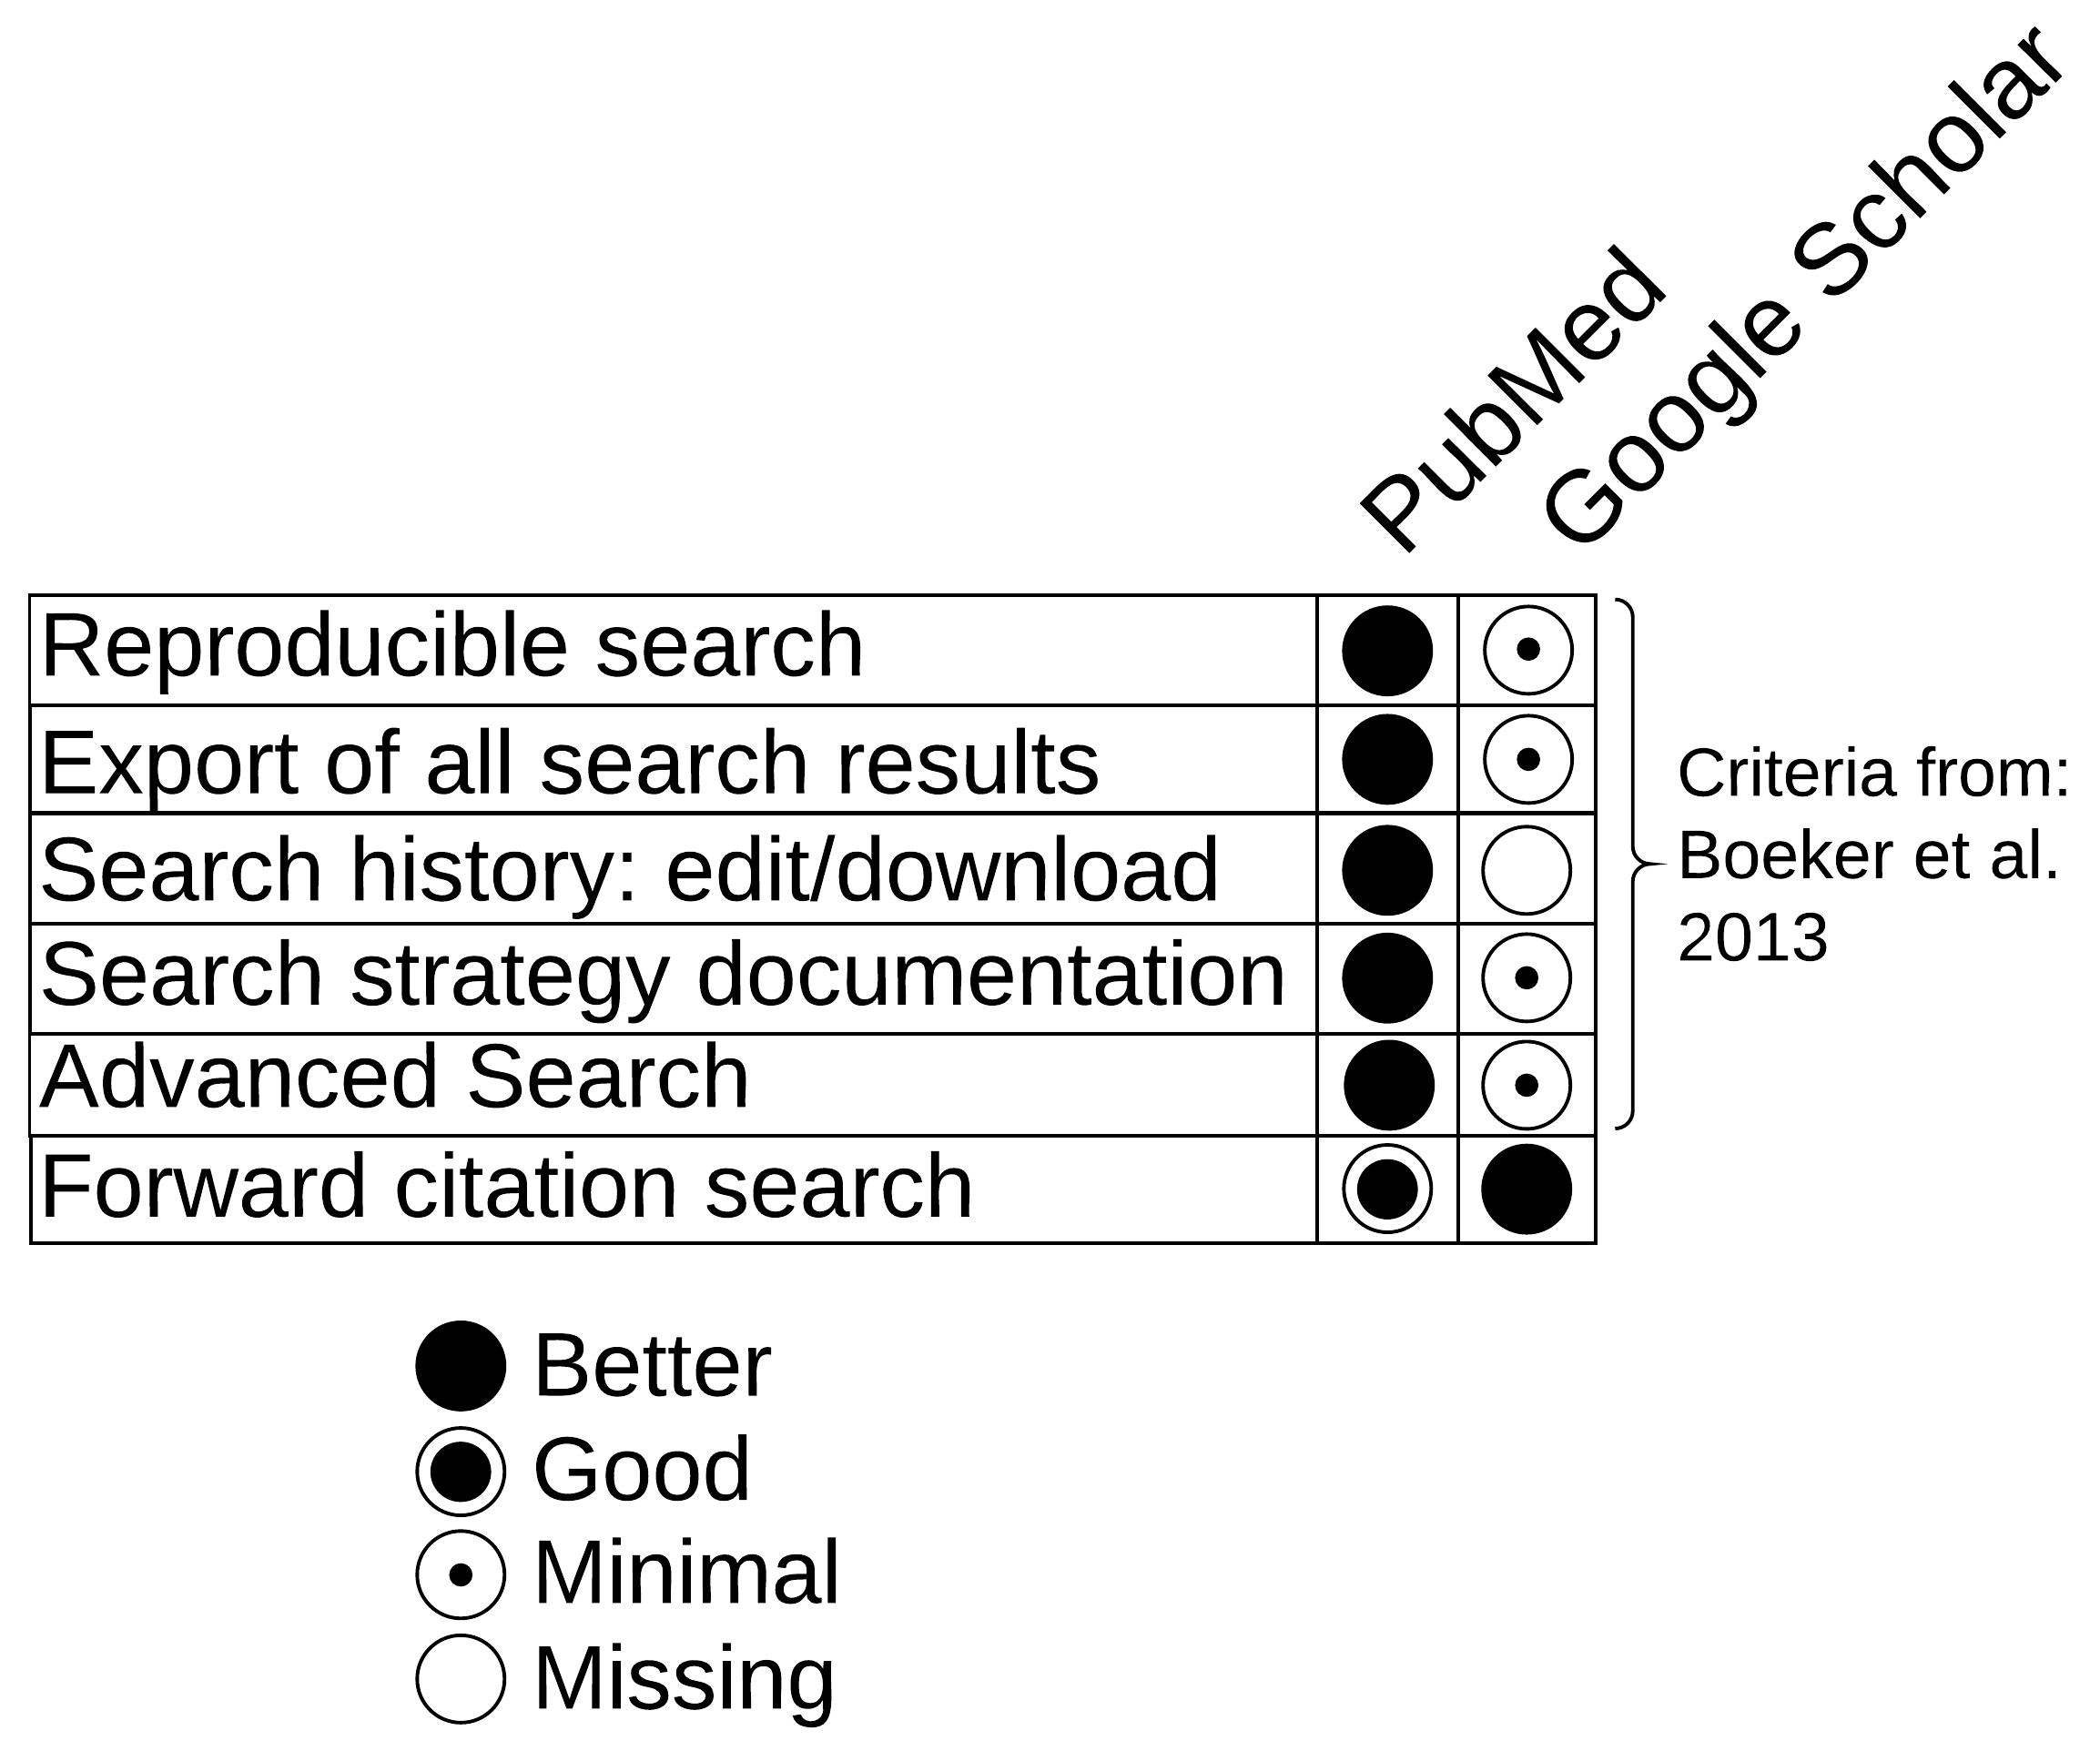 PubMed
Google Scholar
Reproducible search
Export of all search results
Search history: edit/download
Search strategy documentation
Advanced Search
Forward citation search
Criteria from:
Boeker et al.
2013
Better
Good
Minimal
Missing